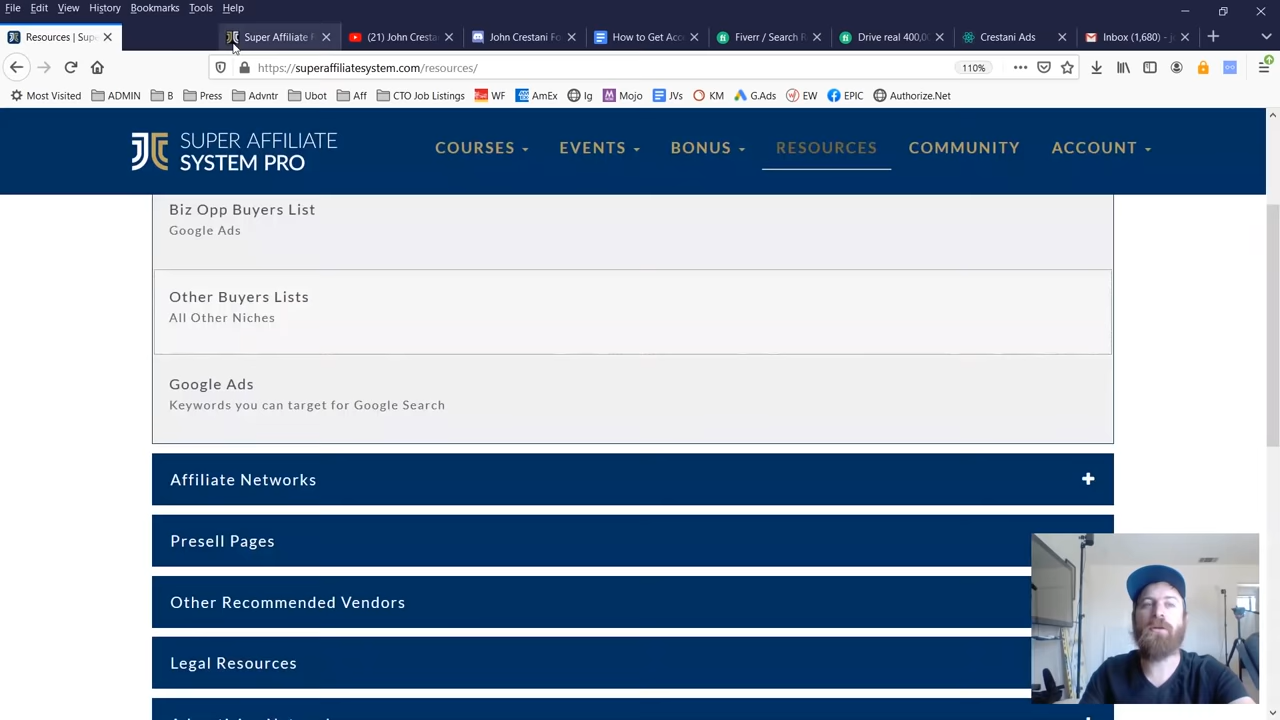 File Edit View History Bookmarks Tools Help
Resources | Supe
Super Affiliate
(21) John Cresta
John Crestani Fo
How to Get Acc
Fiverr / Search R
Drive real 400,0
Crestani Ads
Inbox (1,680) -
https://superaffiliatesystem.com/resources/
110%
Most Visited ADMIN B Press Advntr Ubot Aff CTO Job Listings WF AmEx Ig Mojo JVs KM G.Ads EW EPIC Authorize.Net
SUPER AFFILIATE
SYSTEM PRO
COURSES EVENTS BONUS RESOURCES COMMUNITY ACCOUNT
Biz Opp Buyers List
Google Ads
Other Buyers Lists
All Other Niches
Google Ads
Keywords you can target for Google Search
Affiliate Networks
Presell Pages
Other Recommended Vendors
Legal Resources